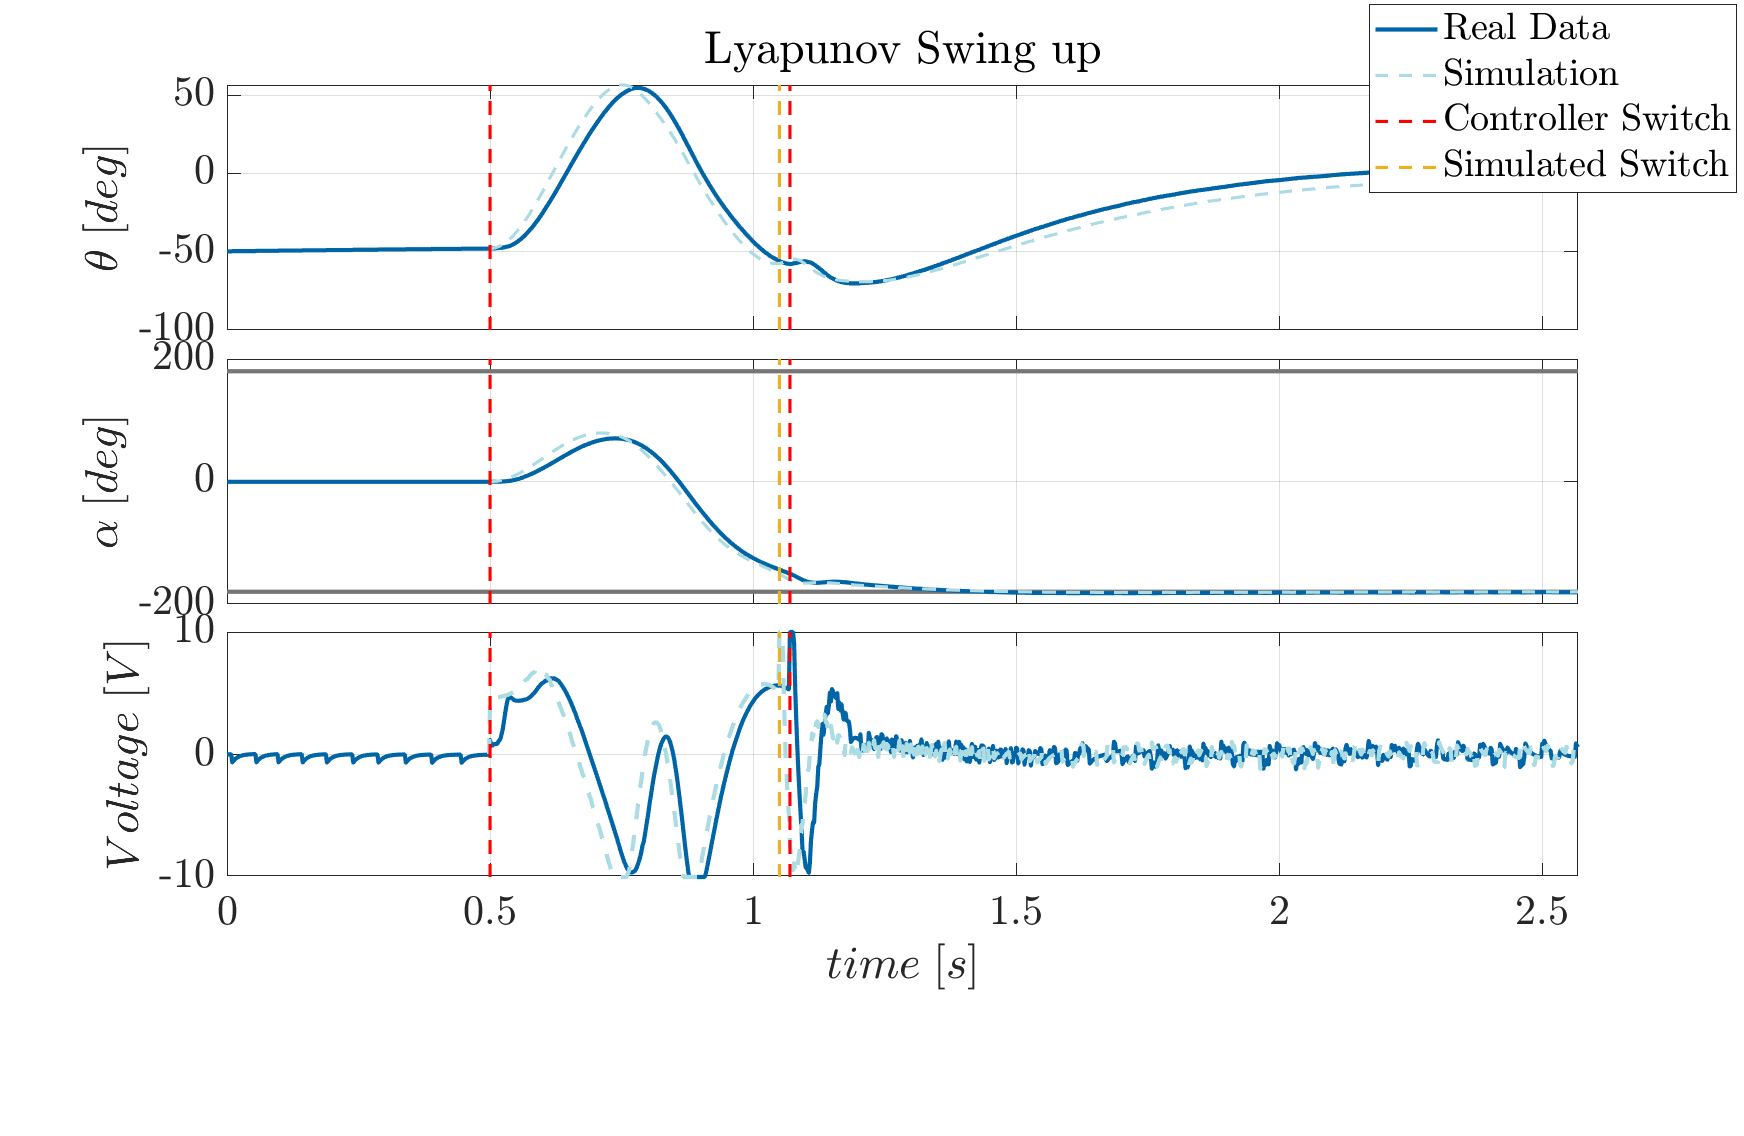 Lyapunov Swing up
Real Data
Simulation
Controller Switch
Simulated Switch
50
0
-50
-100
θ [deg]
200
0
-200
α [deg]
10
0
-10
Voltage [V]
0 0.5 1 1.5 2 2.5
time [s]